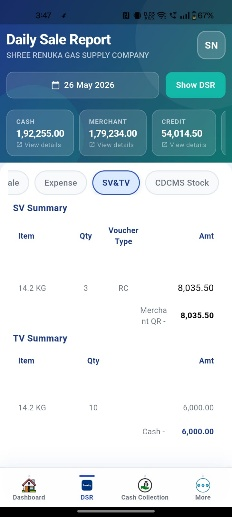 3:47
67%
Daily Sale Report
SHREE RENUKA GAS SUPPLY COMPANY
SN
26 May 2026
Show DSR
CASH
1,92,255.00
View details
MERCHANT
1,79,234.00
View details
CREDIT
54,014.50
View details
ale
Expense
SV&TV
CDCMS Stock
SV Summary
Item Qty Voucher Type Amt
14.2 KG 3 RC 8,035.50
Mercha
nt QR - 8,035.50
TV Summary
Item Qty Amt
14.2 KG 10 6,000.00
Cash - 6,000.00
Dashboard
DSR
Cash Collection
More